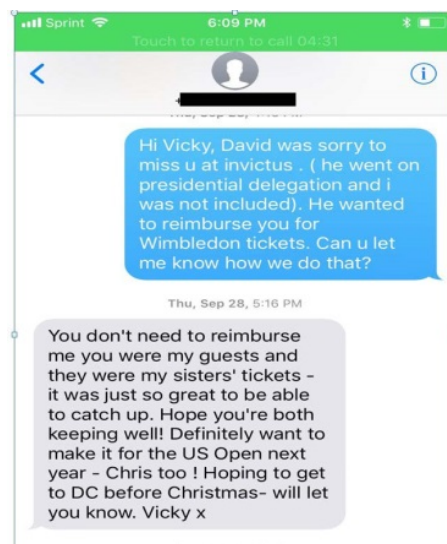 Sprint 6:09 PM
Touch to return to call 04:31
Hi Vicky, David was sorry to
miss u at invictus . ( he went on
presidential delegation and i
was not included). He wanted
to reimburse you for
Wimbledon tickets. Can u let
me know how we do that?
Thu, Sep 28, 5:16 PM
You don't need to reimburse
me you were my guests and
they were my sisters' tickets -
it was just so great to be able
to catch up. Hope you're both
keeping well! Definitely want to
make it for the US Open next
year - Chris too ! Hoping to get
to DC before Christmas- will let
you know. Vicky x